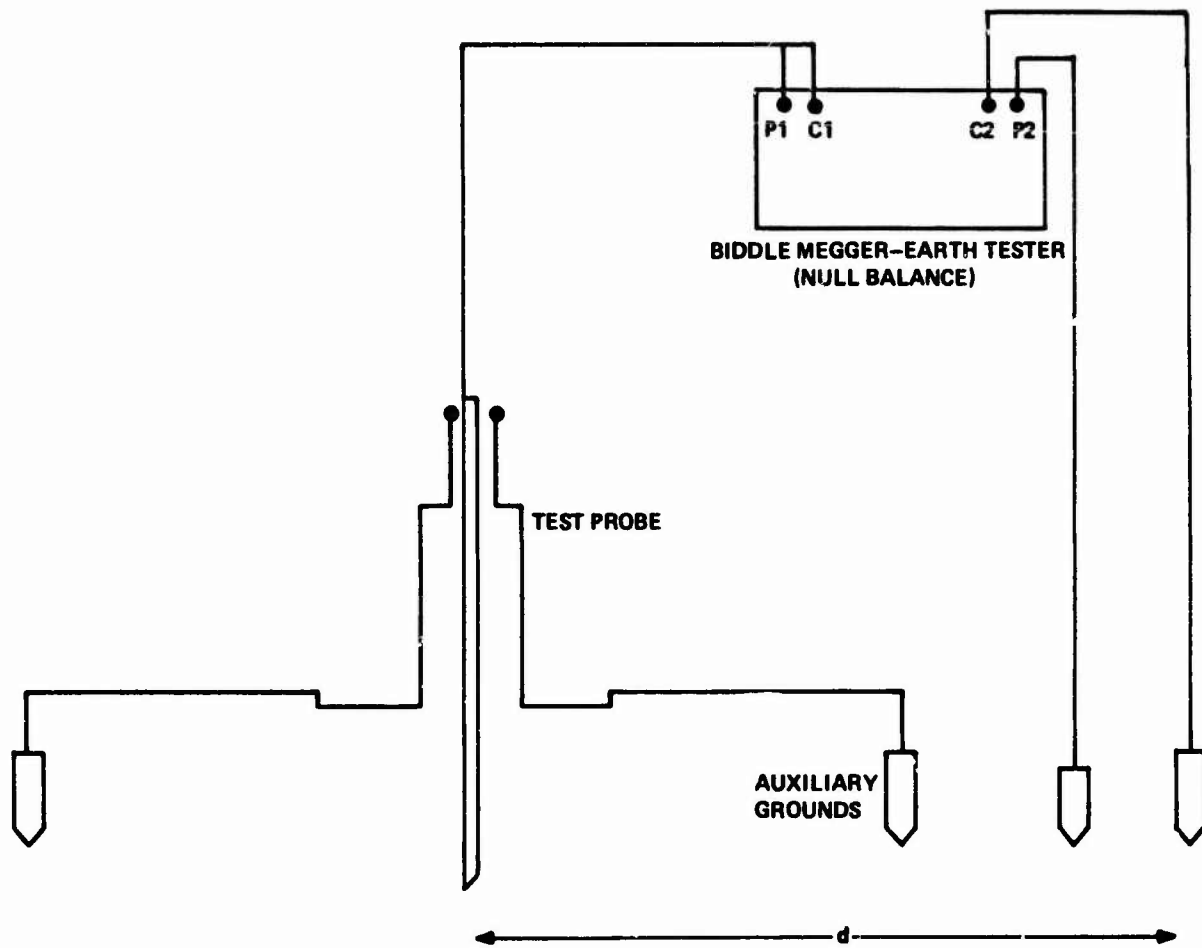 P1 C1 C2 P2
BIDDLE MEGGER–EARTH TESTER
(NULL BALANCE)
TEST PROBE
AUXILIARY
GROUNDS
d